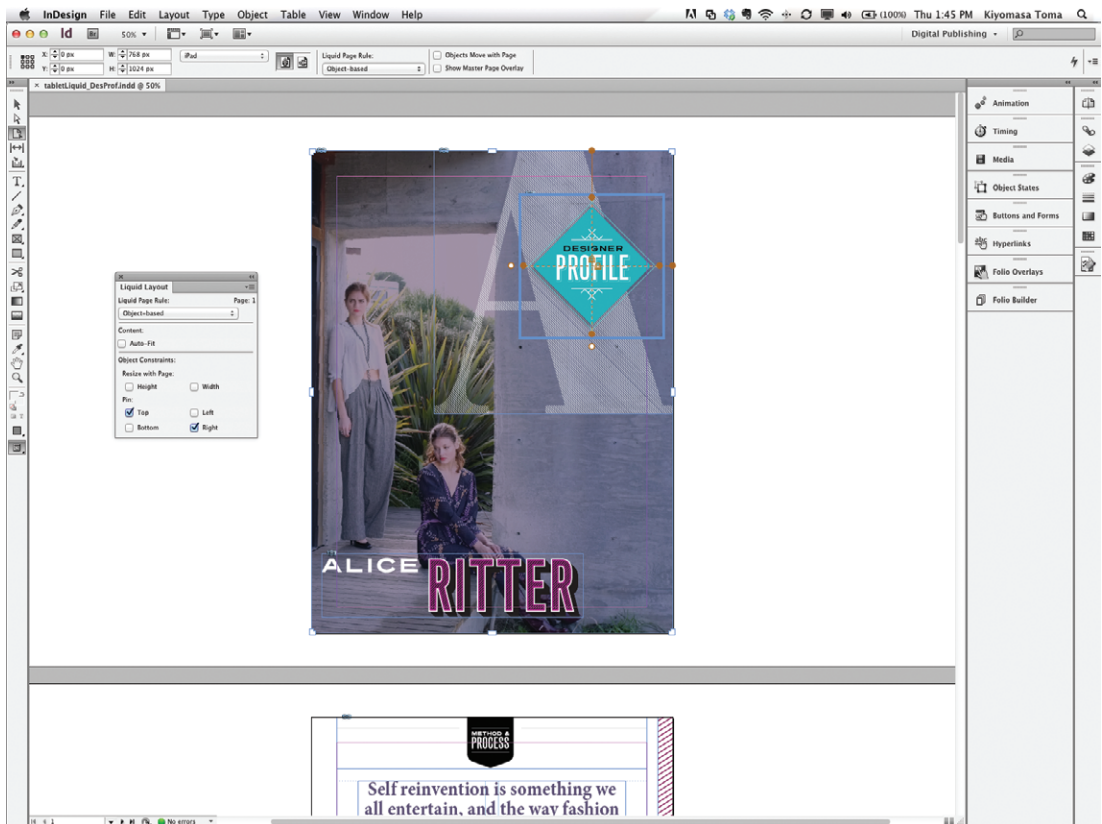 InDesign File Edit Layout Type Object Table View Window Help (100%) Thu 1:45 PM Kiyomasa Toma
Id Br 50% Digital Publishing
X: 0 px W: 768 px iPad Liquid Page Rule: Objects Move with Page
Y: 0 px H: 1024 px Object-based Show Master Page Overlay
× tabletLiquid_DesProf.indd @ 50%
Animation
Timing
Media
Object States
Buttons and Forms
Hyperlinks
Folio Overlays
Folio Builder
Liquid Layout
Liquid Page Rule: Page: 1
Object-based
Content:
Auto-Fit
Object Constraints:
Resize with Page:
Height Width
Pin:
Top Left
Bottom Right
A
DESIGNER
PROFILE
ALICE RITTER
METHOD &
PROCESS
Self reinvention is something we
all entertain, and the way fashion
1 No errors